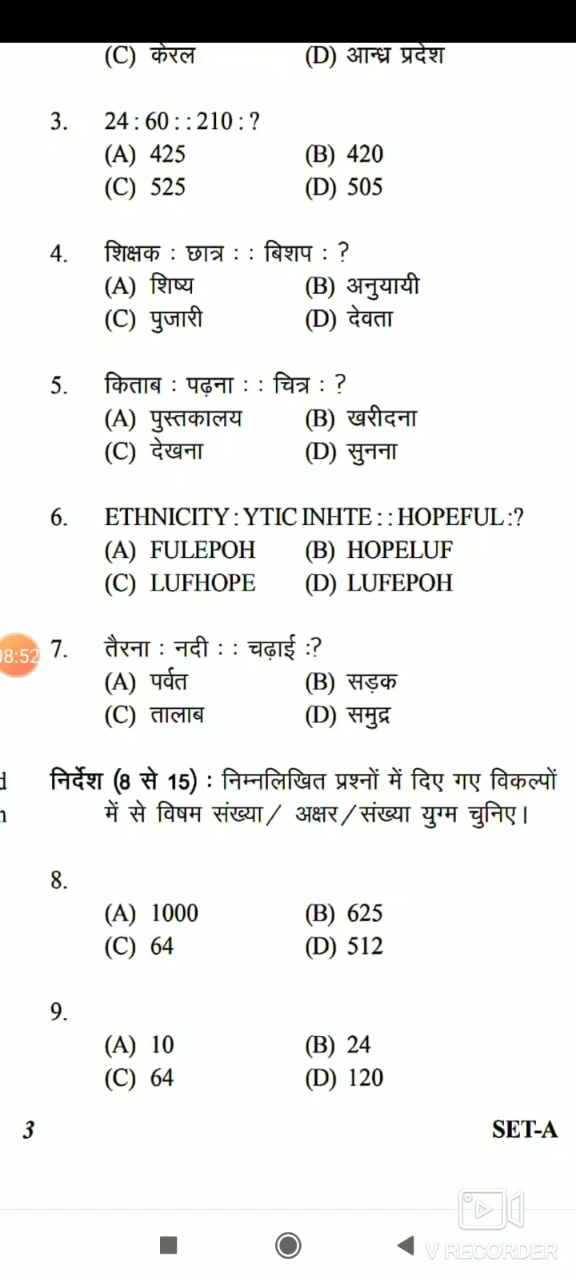 (C) केरल (D) आन्ध्र प्रदेश
3. 24 : 60 : : 210 : ?
(A) 425 (B) 420
(C) 525 (D) 505
4. शिक्षक : छात्र : : बिशप : ?
(A) शिष्य (B) अनुयायी
(C) पुजारी (D) देवता
5. किताब : पढ़ना : : चित्र : ?
(A) पुस्तकालय (B) खरीदना
(C) देखना (D) सुनना
6. ETHNICITY : YTIC INHTE : : HOPEFUL :?
(A) FULEPOH (B) HOPELUF
(C) LUFHOPE (D) LUFEPOH
08:52
7. तैरना : नदी : : चढ़ाई :?
(A) पर्वत (B) सड़क
(C) तालाब (D) समुद्र
निर्देश (8 से 15) : निम्नलिखित प्रश्नों में दिए गए विकल्पों
में से विषम संख्या/ अक्षर/संख्या युग्म चुनिए।
8.
(A) 1000 (B) 625
(C) 64 (D) 512
9.
(A) 10 (B) 24
(C) 64 (D) 120
3 SET-A
V RECORDER